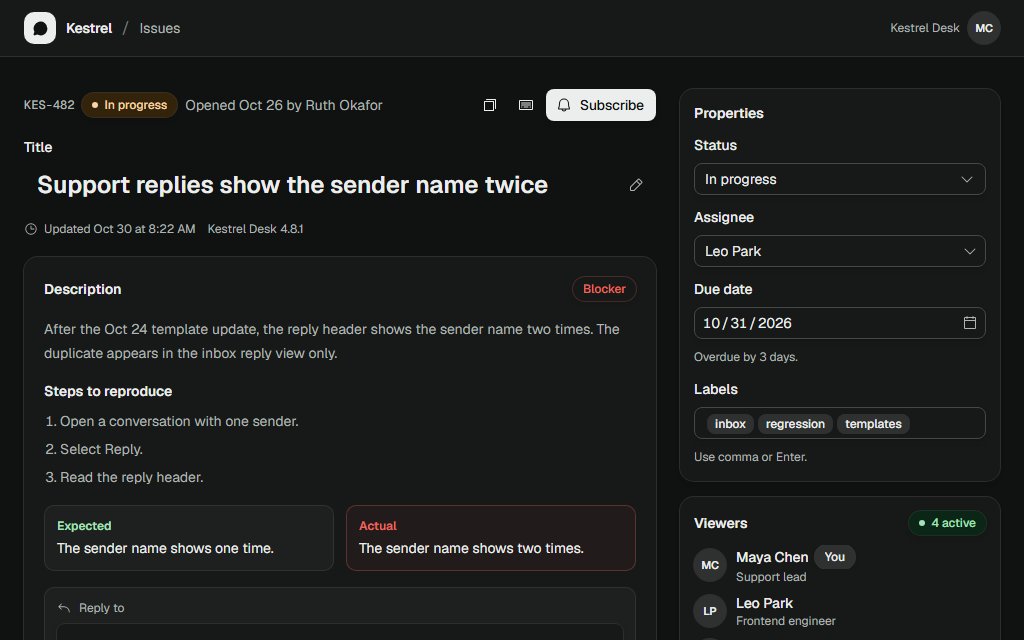 Kestrel / Issues
Kestrel Desk MC
KES-482 In progress Opened Oct 26 by Ruth Okafor
Subscribe
Title
Support replies show the sender name twice
Updated Oct 30 at 8:22 AM Kestrel Desk 4.8.1
Description
Blocker
After the Oct 24 template update, the reply header shows the sender name two times. The
duplicate appears in the inbox reply view only.
Steps to reproduce
1. Open a conversation with one sender.
2. Select Reply.
3. Read the reply header.
Expected
The sender name shows one time.
Actual
The sender name shows two times.
Reply to
Properties
Status
In progress
Assignee
Leo Park
Due date
10/31/2026
Overdue by 3 days.
Labels
inbox regression templates
Use comma or Enter.
Viewers
4 active
MC
Maya Chen You
Support lead
LP
Leo Park
Frontend engineer